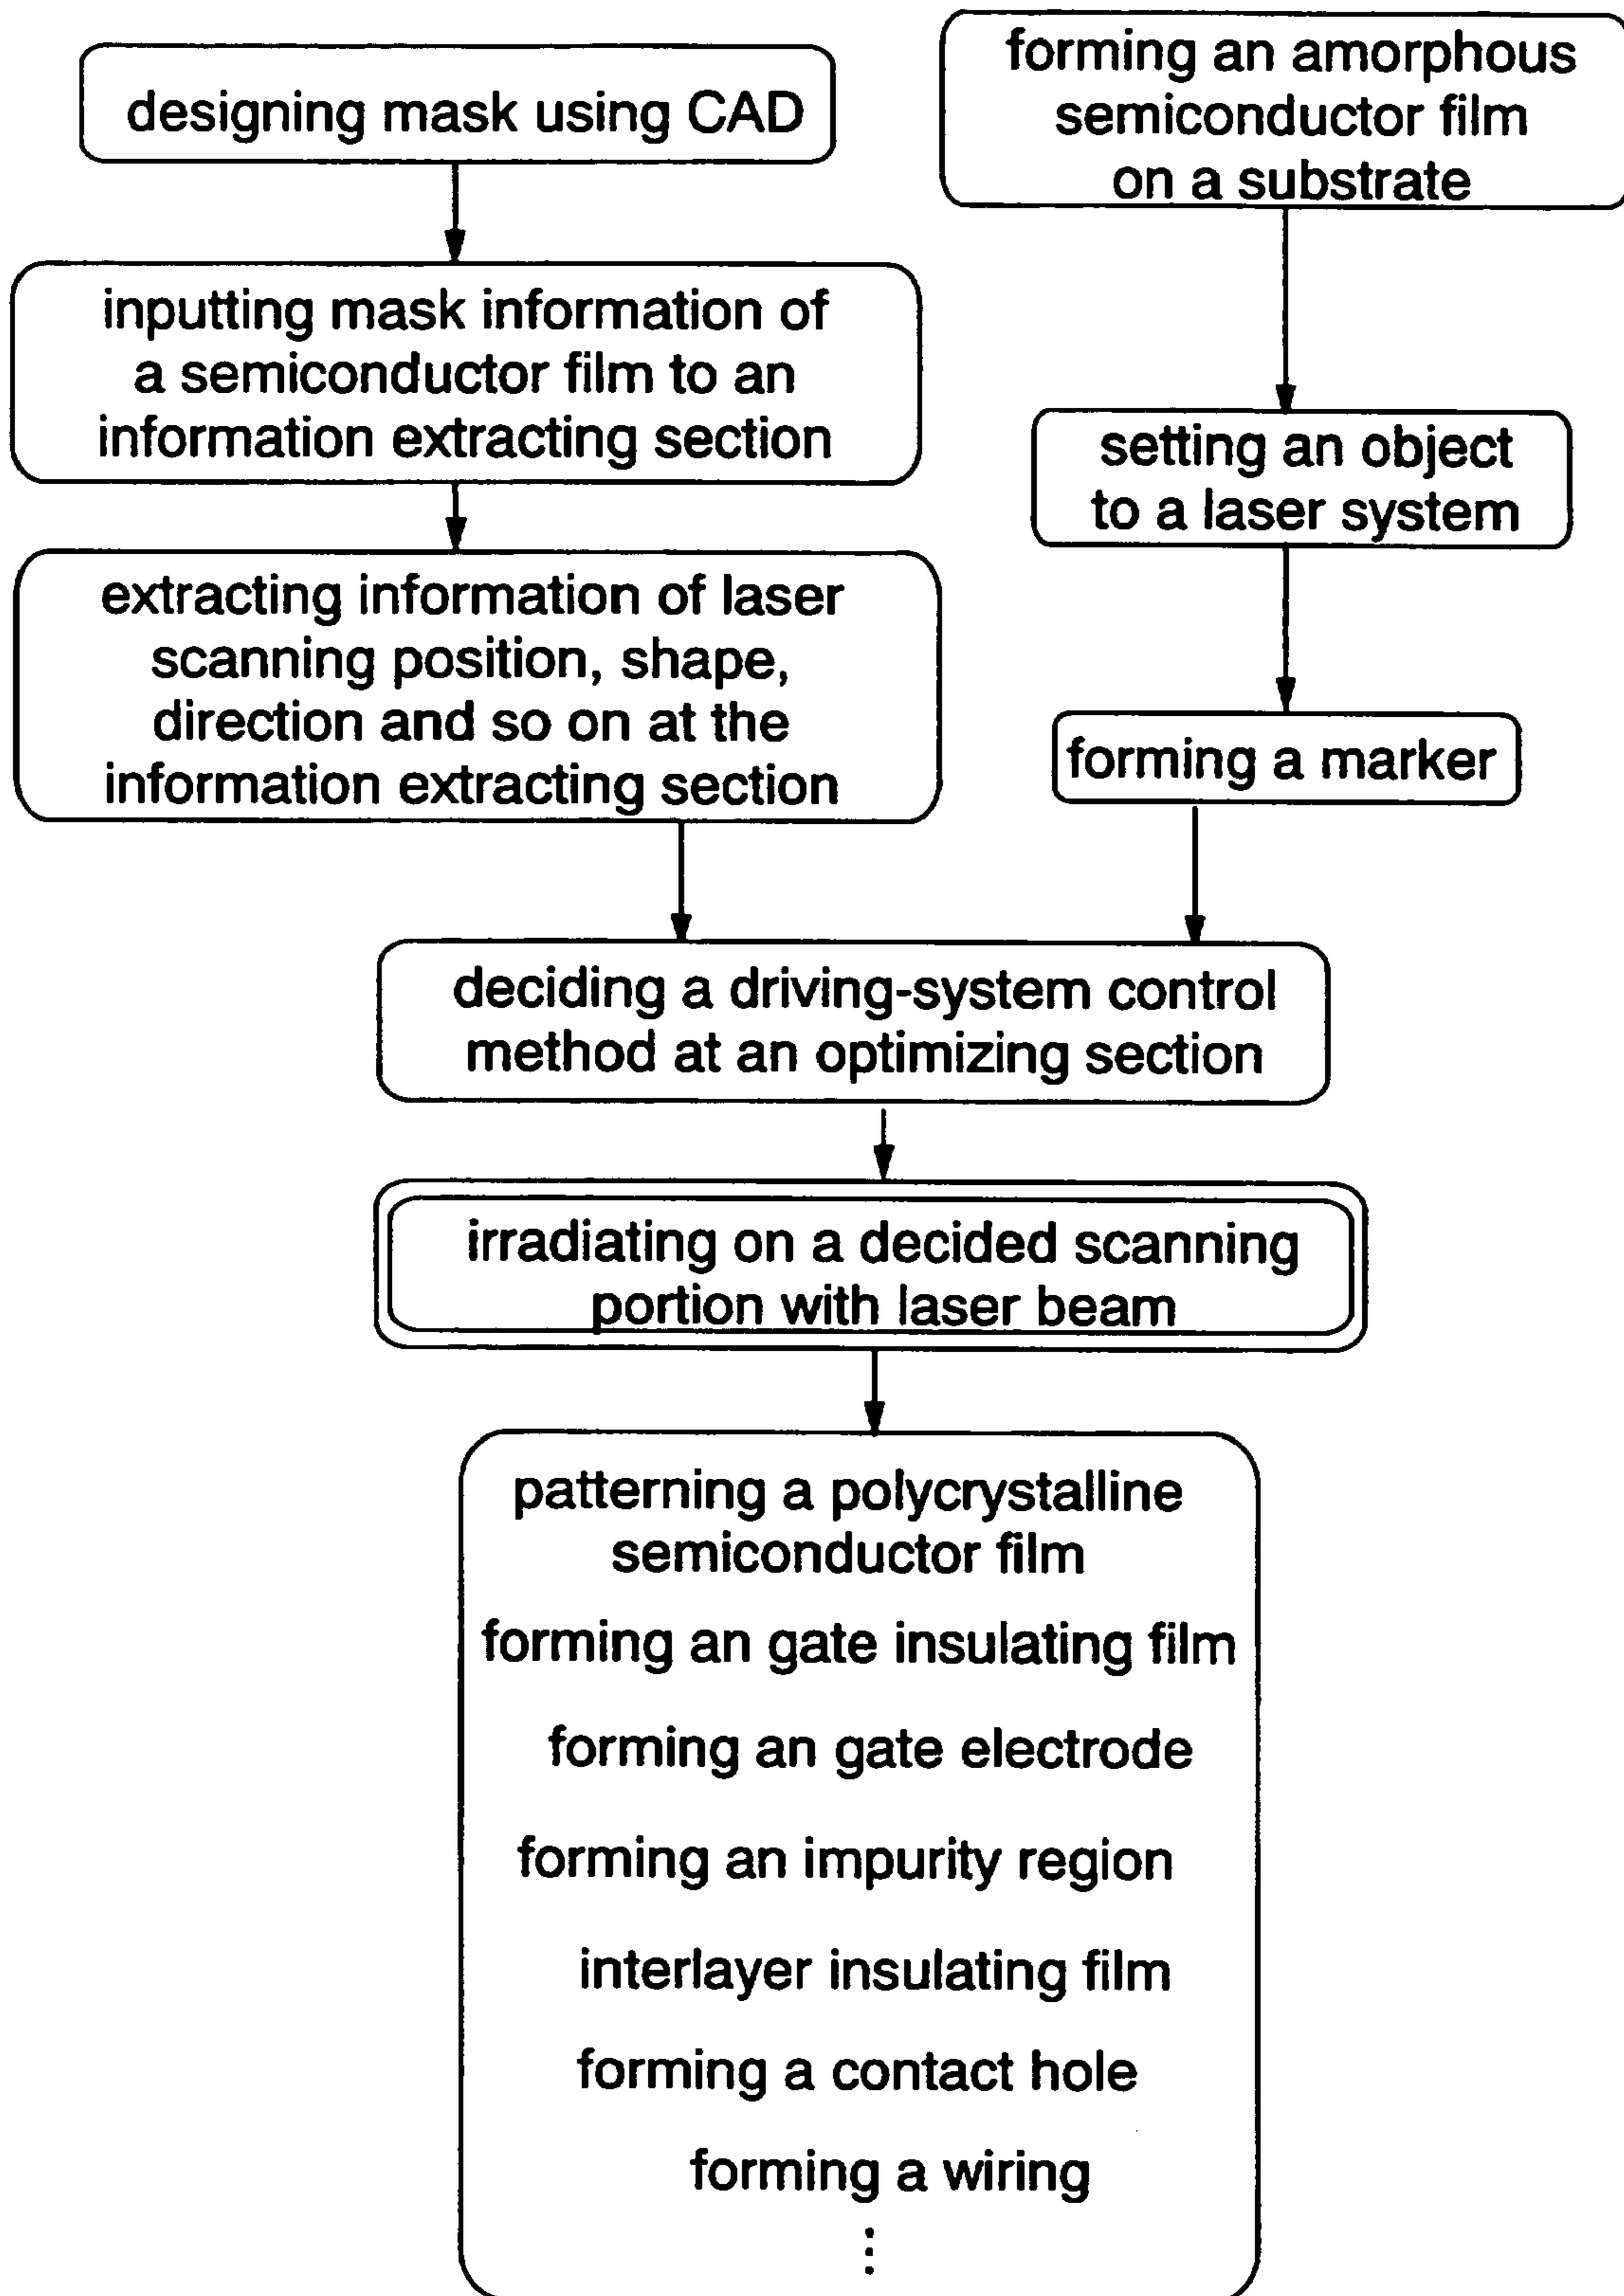 designing mask using CAD
forming an amorphous
semiconductor film
on a substrate
inputting mask information of
a semiconductor film to an
information extracting section
setting an object
to a laser system
extracting information of laser
scanning position, shape,
direction and so on at the
information extracting section
forming a marker
deciding a driving-system control
method at an optimizing section
irradiating on a decided scanning
portion with laser beam
patterning a polycrystalline
semiconductor film
forming an gate insulating film
forming an gate electrode
forming an impurity region
interlayer insulating film
forming a contact hole
forming a wiring
⋮